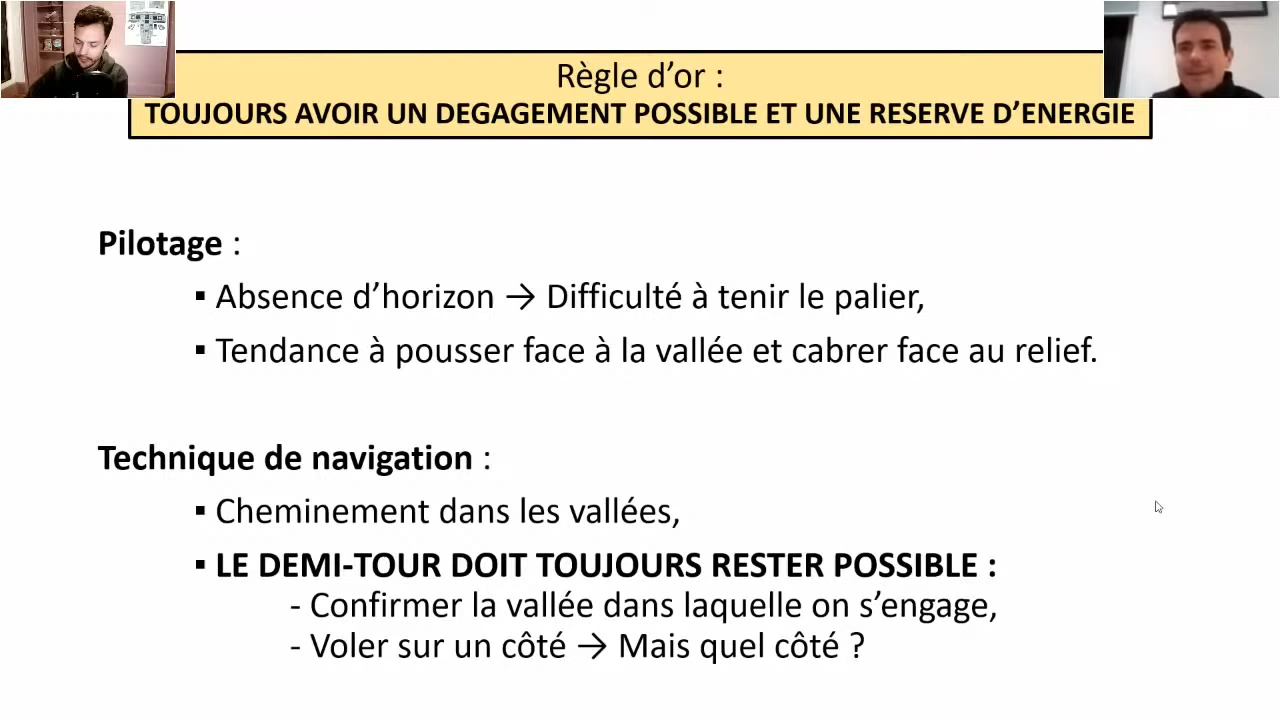 Règle d’or :
TOUJOURS AVOIR UN DEGAGEMENT POSSIBLE ET UNE RESERVE D’ENERGIE
Pilotage :
▪ Absence d’horizon → Difficulté à tenir le palier,
▪ Tendance à pousser face à la vallée et cabrer face au relief.
Technique de navigation :
▪ Cheminement dans les vallées,
▪ LE DEMI-TOUR DOIT TOUJOURS RESTER POSSIBLE :
- Confirmer la vallée dans laquelle on s’engage,
- Voler sur un côté → Mais quel côté ?